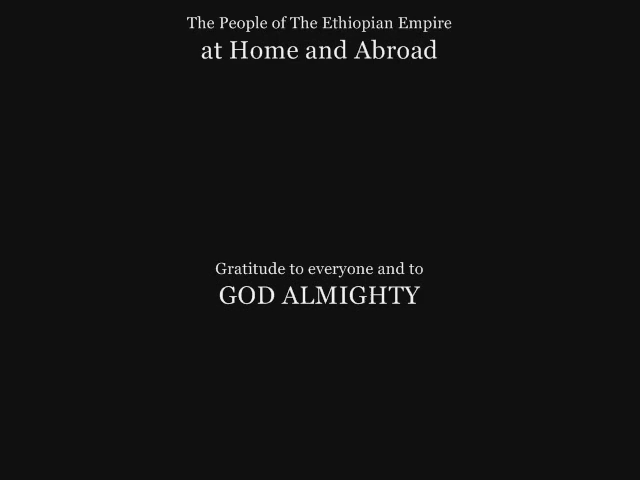 The People of The Ethiopian Empire
at Home and Abroad
Gratitude to everyone and to
GOD ALMIGHTY